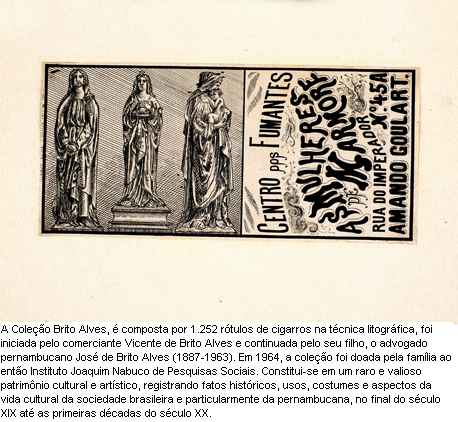 CENTRO DOS FUMANTES
AS MULHERES
DE MARMORE
RUA DO IMPERADOR Nº 45A
AMANDO GOULART.
A Coleção Brito Alves, é composta por 1.252 rótulos de cigarros na técnica litográfica, foi
iniciada pelo comerciante Vicente de Brito Alves e continuada pelo seu filho, o advogado
pernambucano José de Brito Alves (1887-1963). Em 1964, a coleção foi doada pela família ao
então Instituto Joaquim Nabuco de Pesquisas Sociais. Constitui-se em um raro e valioso
patrimônio cultural e artístico, registrando fatos históricos, usos, costumes e aspectos da
vida cultural da sociedade brasileira e particularmente da pernambucana, no final do século
XIX até as primeiras décadas do século XX.